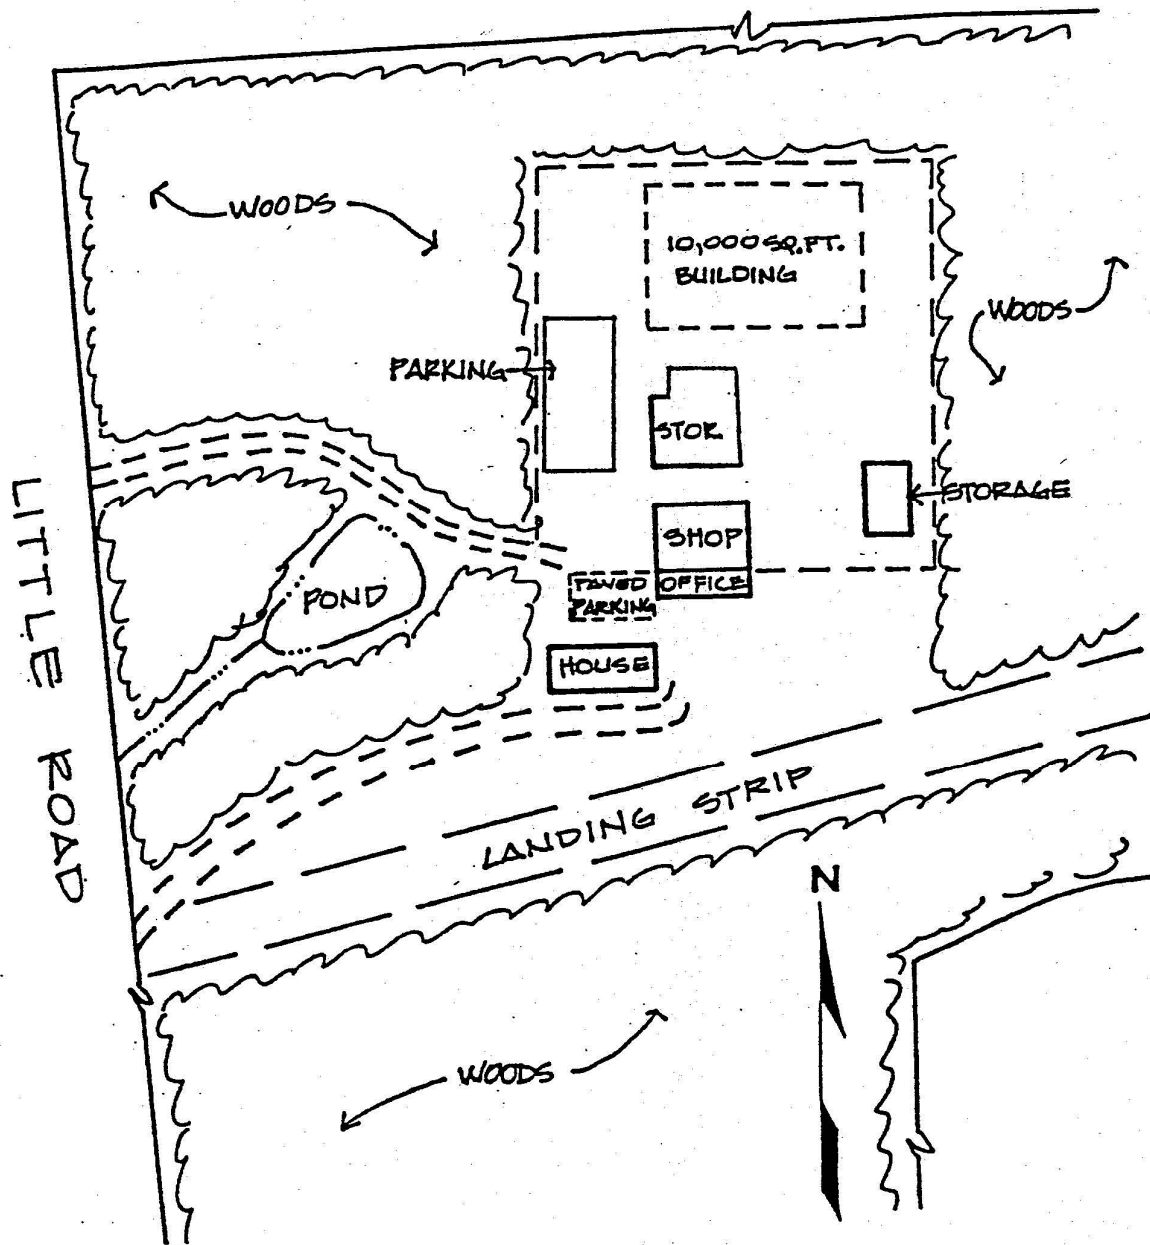 WOODS
10,000 SQ.FT.
BUILDING
WOODS
PARKING
STOR.
STORAGE
SHOP
OFFICE
PAVED
PARKING
POND
HOUSE
LITTLE ROAD
LANDING STRIP
N
WOODS